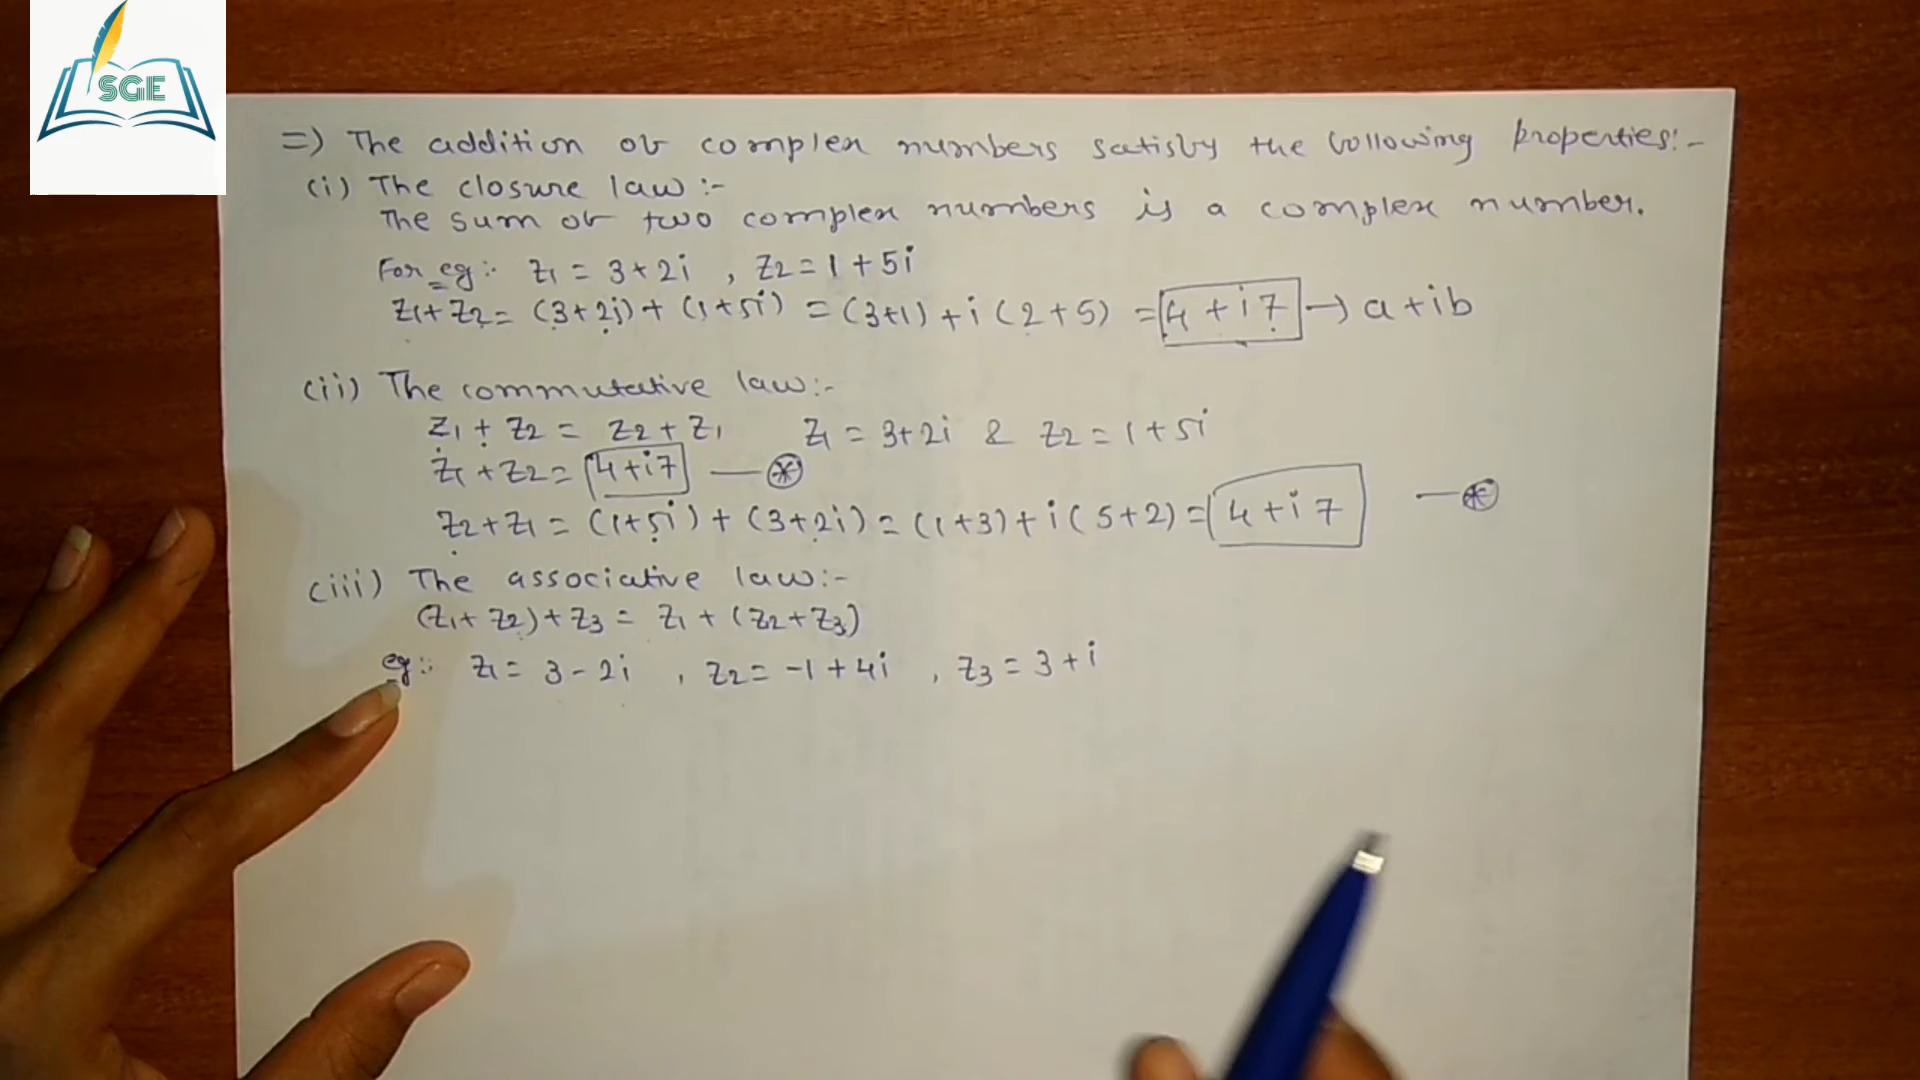 SGE
=) The addition of complex numbers satisfy the following properties:-
(i) The closure law :-
The sum of two complex numbers is a complex number.
For eg:- z1 = 3+2i , z2 = 1+5i
z1+z2 = (3+2i)+(1+5i) = (3+1)+i(2+5) = 4+i7 → a+ib
(ii) The commutative law:-
z1+z2 = z2+z1 z1 = 3+2i & z2 = 1+5i
z1+z2 = 4+i7 — ⊛
z2+z1 = (1+5i)+(3+2i) = (1+3)+i(5+2) = 4+i7 — ⊛
(iii) The associative law:-
(z1+z2)+z3 = z1+(z2+z3)
eg:- z1 = 3-2i , z2 = -1+4i , z3 = 3+i